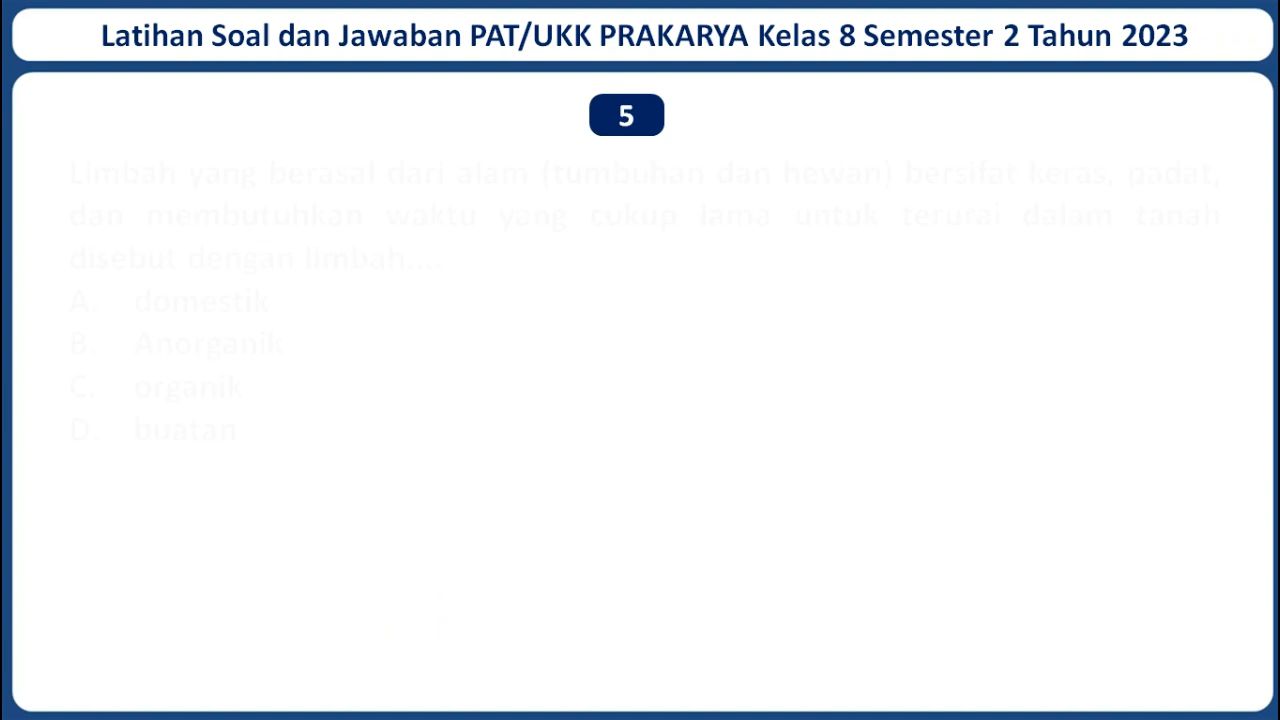 Latihan Soal dan Jawaban PAT/UKK PRAKARYA Kelas 8 Semester 2 Tahun 2023
5
Limbah yang berasal dari alam (tumbuhan dan hewan) bersifat keras, padat,
dan membutuhkan waktu yang cukup lama untuk terurai dalam tanah
disebut dengan limbah....
A. domestik
B. Anorganik
C. organik
D. buatan